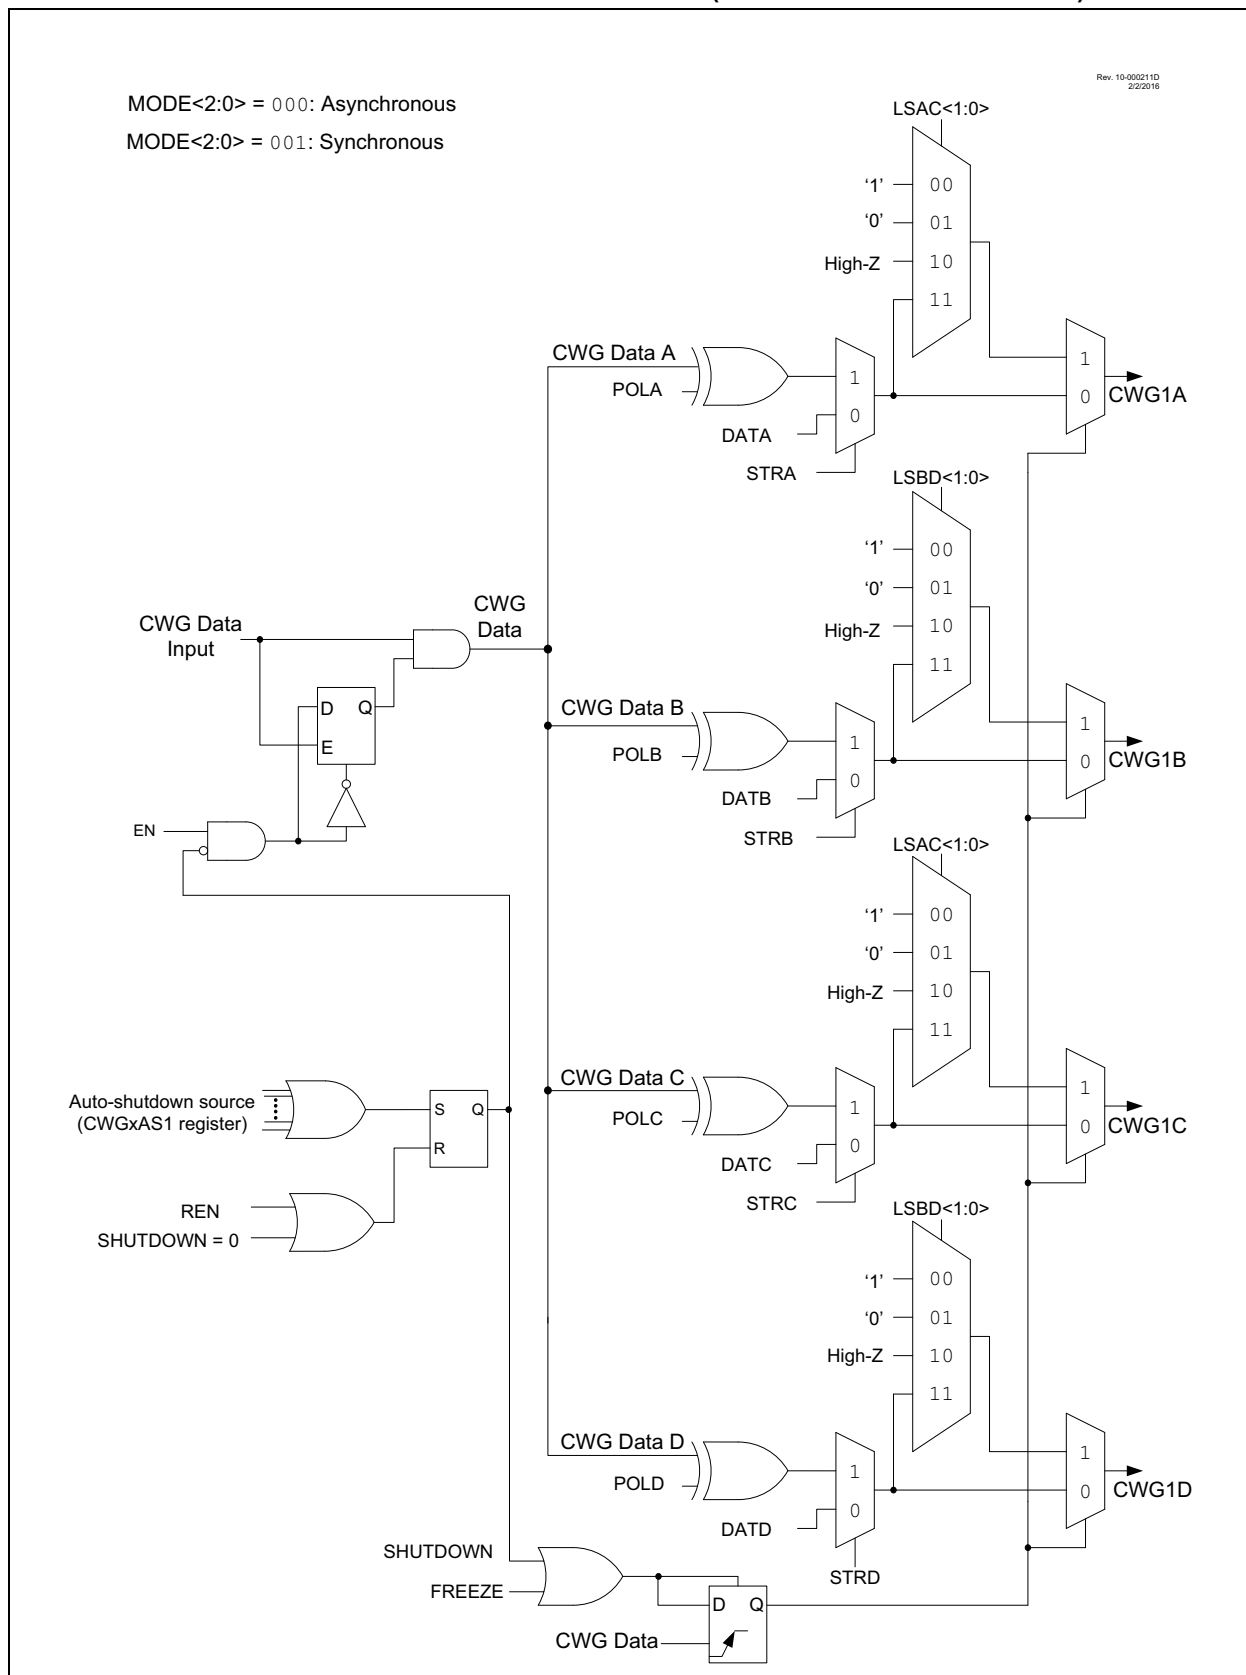 Rev. 10-000211D
2/2/2016
MODE<2:0> = 000: Asynchronous
MODE<2:0> = 001: Synchronous
LSAC<1:0>
'1'
00
'0'
01
High-Z
10
11
CWG Data A
POLA
1
0
DATA
STRA
1
0
CWG1A
LSBD<1:0>
'1'
00
'0'
01
High-Z
10
11
CWG Data
Input
CWG
Data
D
Q
E
EN
CWG Data B
POLB
1
0
DATB
STRB
1
0
CWG1B
LSAC<1:0>
'1'
00
'0'
01
High-Z
10
11
CWG Data C
POLC
1
0
DATC
STRC
1
0
CWG1C
Auto-shutdown source
(CWGxAS1 register)
S
Q
R
REN
SHUTDOWN = 0
LSBD<1:0>
'1'
00
'0'
01
High-Z
10
11
CWG Data D
POLD
1
0
DATD
STRD
1
0
CWG1D
SHUTDOWN
FREEZE
D
Q
CWG Data